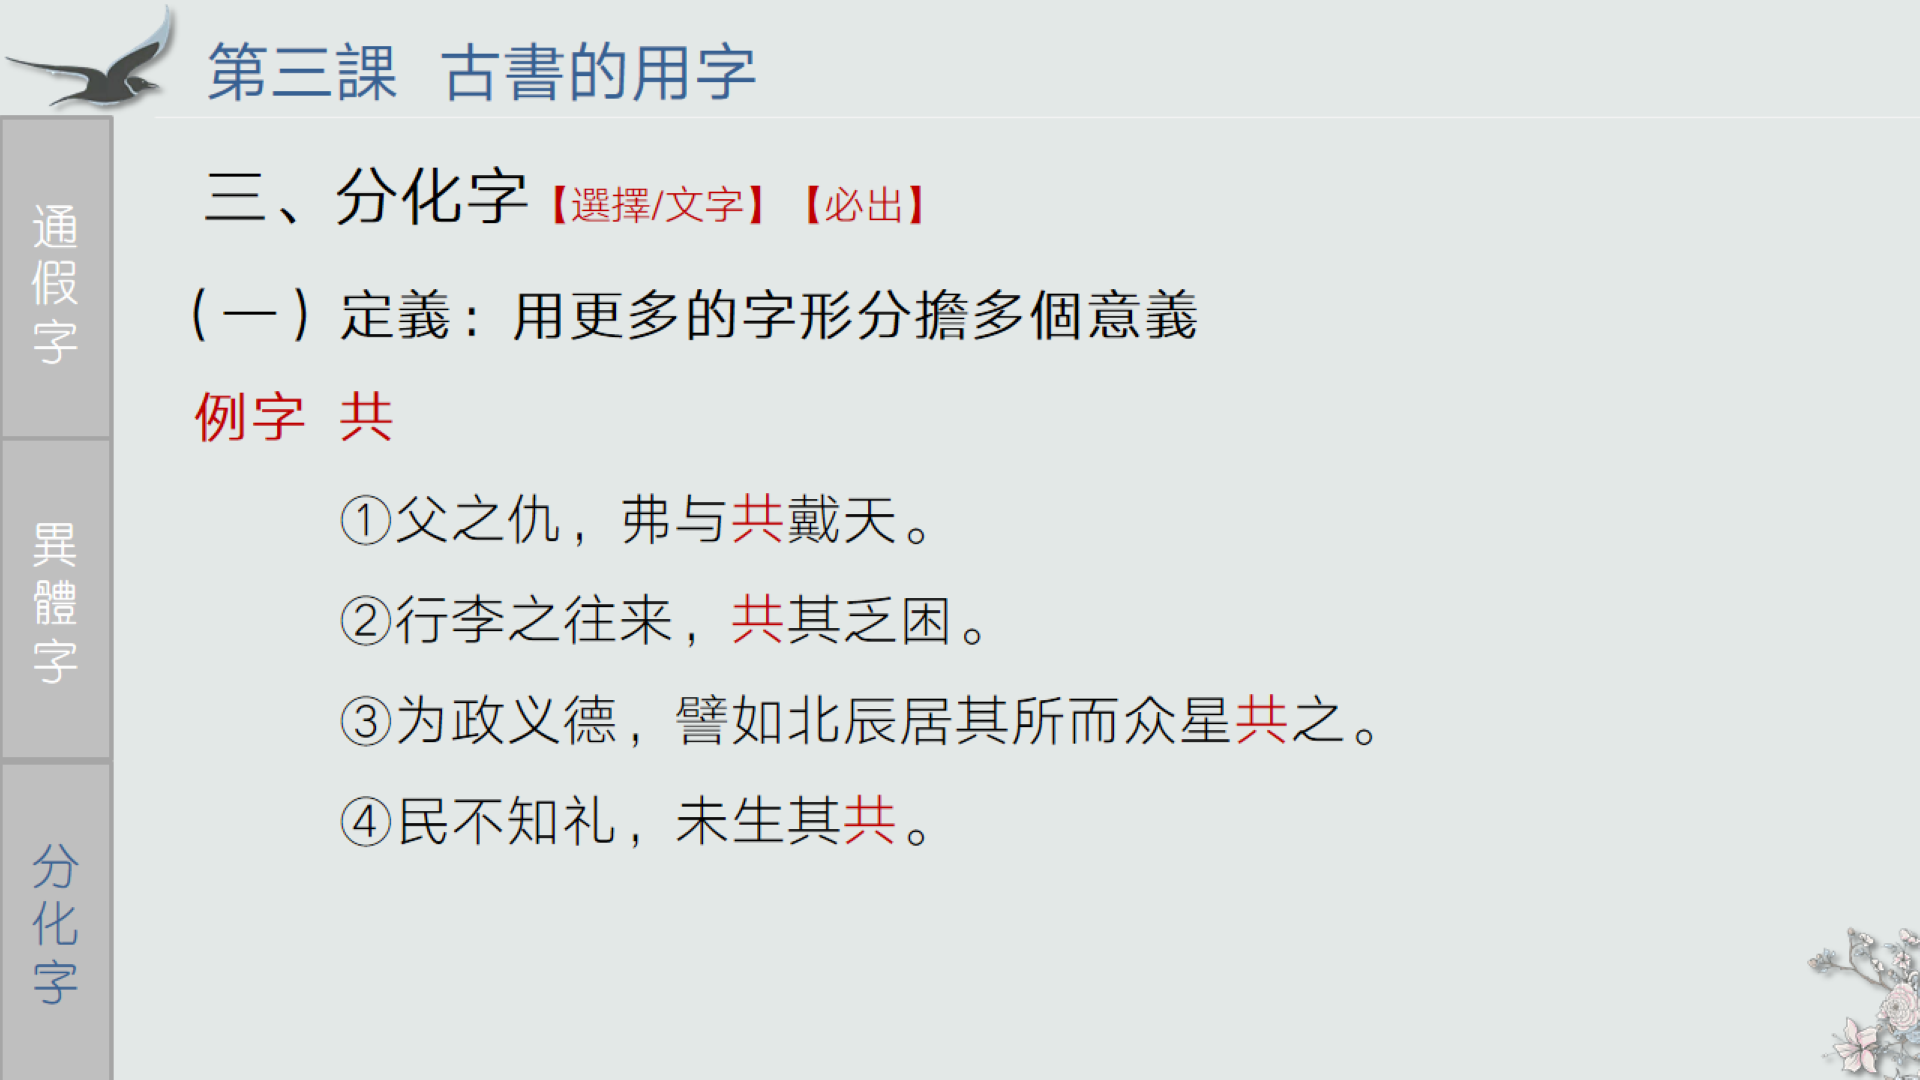 第三課 古書的用字
通假字
異體字
分化字
三、分化字【選擇/文字】【必出】
(一) 定義：用更多的字形分擔多個意義
例字 共
①父之仇，弗与共戴天。
②行李之往来，共其乏困。
③为政义德，譬如北辰居其所而众星共之。
④民不知礼，未生其共。